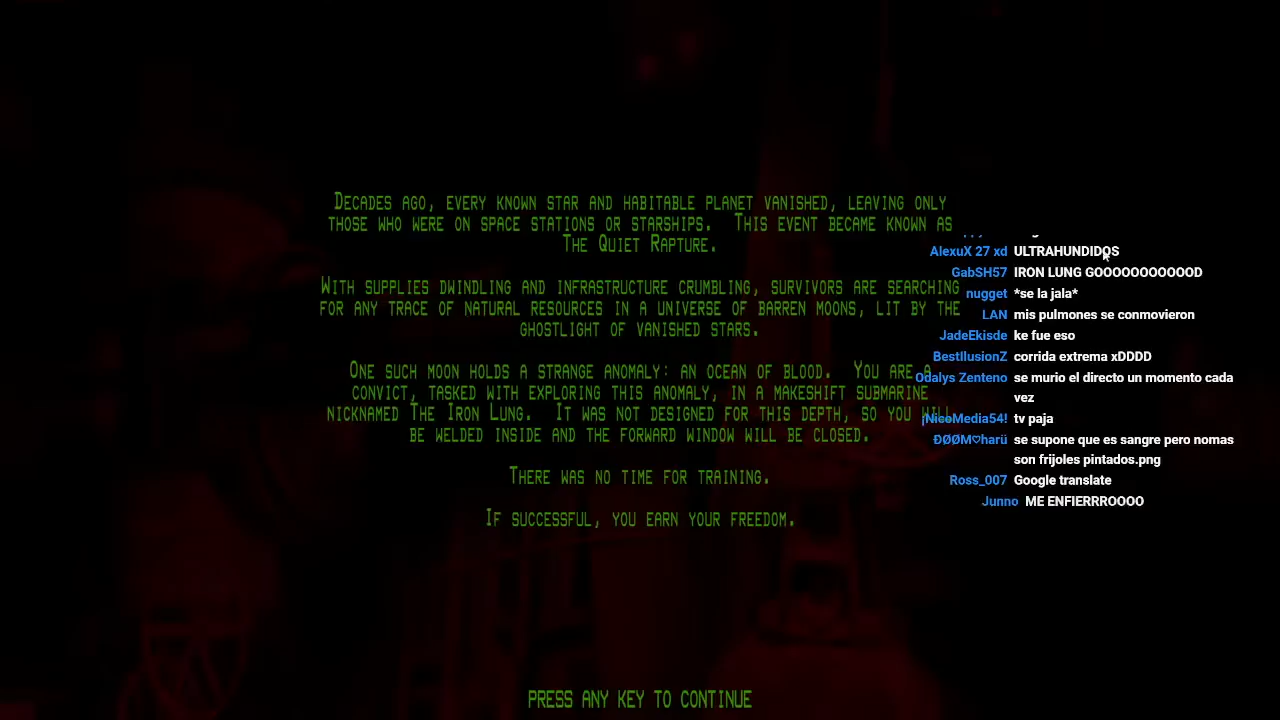 Decades ago, every known star and habitable planet vanished, leaving only
those who were on space stations or starships. This event became known as
The Quiet Rapture.
With supplies dwindling and infrastructure crumbling, survivors are searching
for any trace of natural resources in a universe of barren moons, lit by the
ghostlight of vanished stars.
One such moon holds a strange anomaly: an ocean of blood. You are a
convict, tasked with exploring this anomaly, in a makeshift submarine
nicknamed The Iron Lung. It was not designed for this depth, so you will
be welded inside and the forward window will be closed.
There was no time for training.
If successful, you earn your freedom.
PRESS ANY KEY TO CONTINUE
AlexuX 27 xd ULTRAHUNDIDOS
GabSH57 IRON LUNG GOOOOOOOOOOOD
nugget *se la jala*
LAN mis pulmones se conmovieron
JadeEkisde ke fue eso
BestIlusionZ corrida extrema xDDDD
Odalys Zenteno se murio el directo un momento cada
vez
¡NicoMedia54! tv paja
ÐØØM♡harü se supone que es sangre pero nomas
son frijoles pintados.png
Ross_007 Google translate
Junno ME ENFIERRROOOO